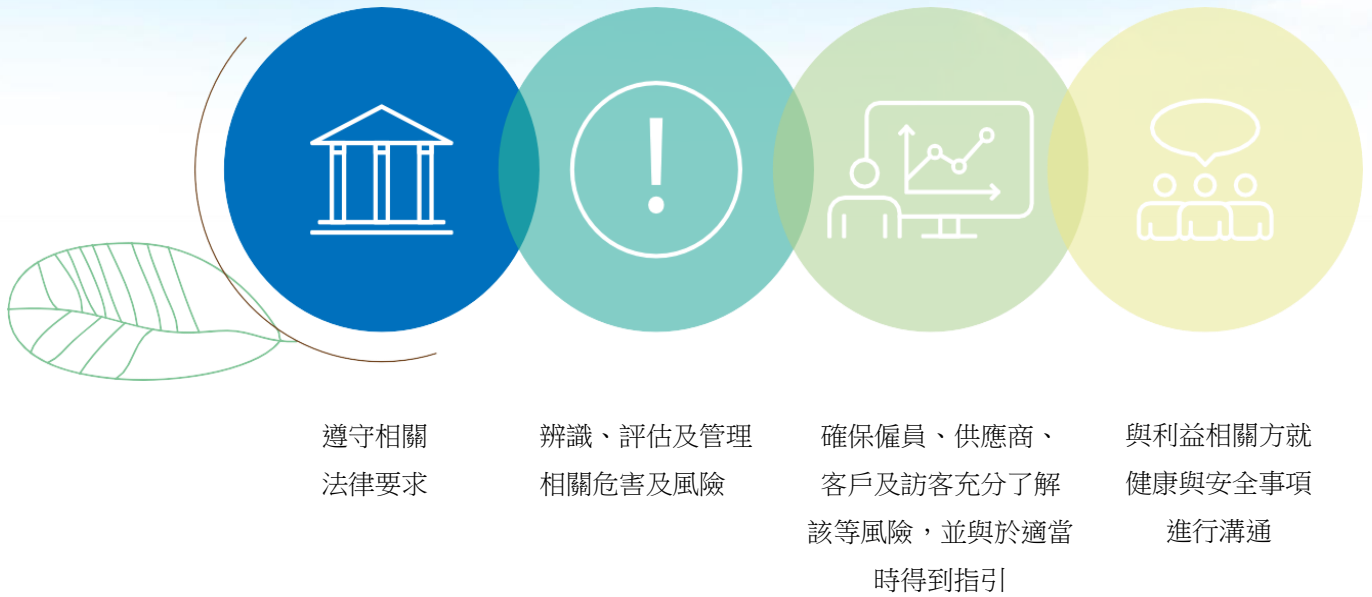 遵守相關
法律要求
辨識、評估及管理
相關危害及風險
確保僱員、供應商、
客戶及訪客充分了解
該等風險，並與於適當
時得到指引
與利益相關方就
健康與安全事項
進行溝通